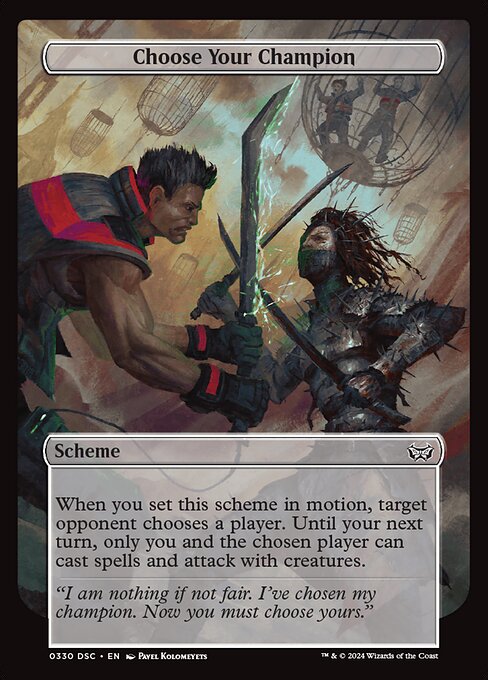 Choose Your Champion
Scheme
When you set this scheme in motion, target
opponent chooses a player. Until your next
turn, only you and the chosen player can
cast spells and attack with creatures.
“I am nothing if not fair. I’ve chosen my
champion. Now you must choose yours.”
0330 DSC • EN Pavel Kolomeyets
™ & © 2024 Wizards of the Coast